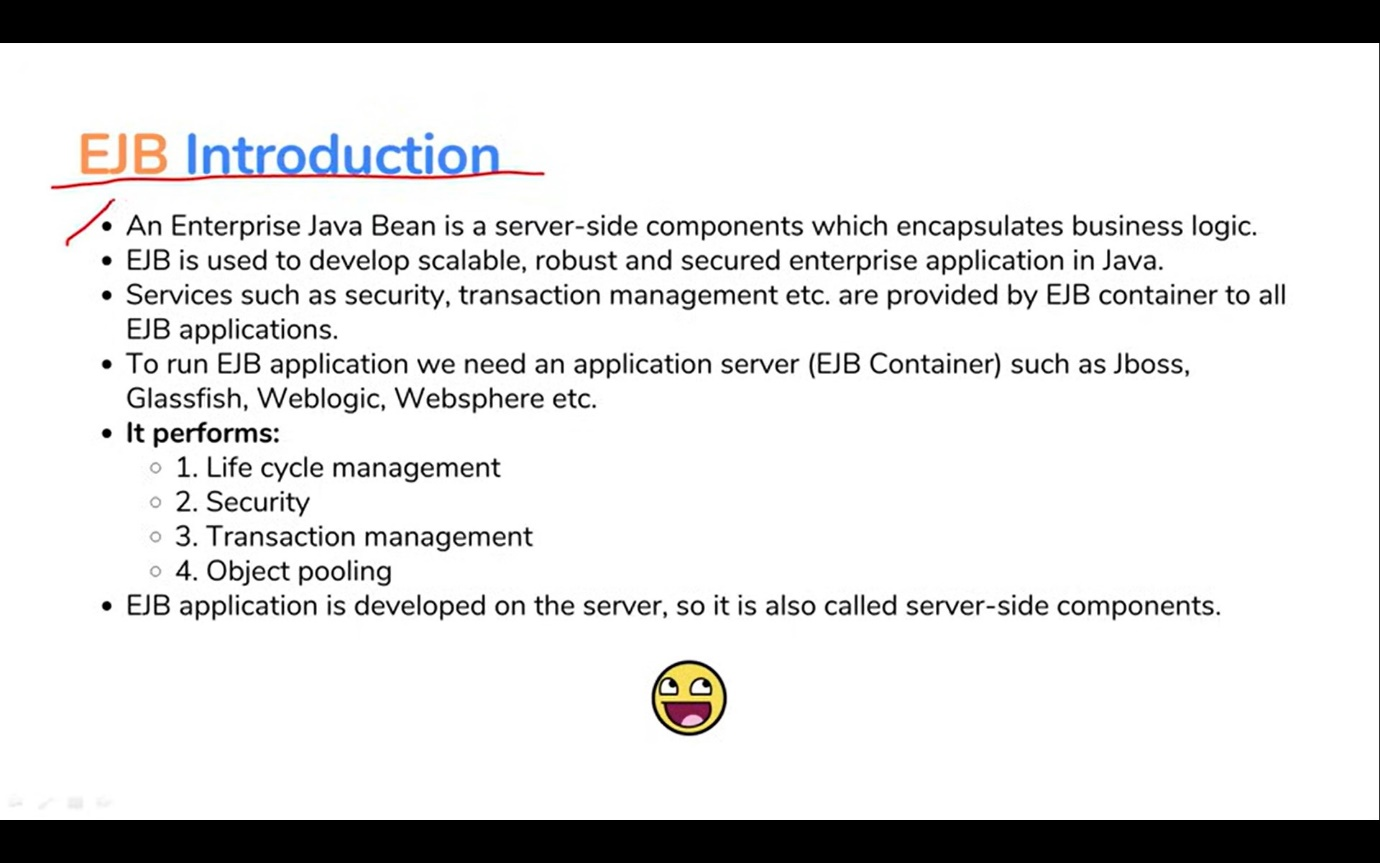 EJB Introduction
• An Enterprise Java Bean is a server-side components which encapsulates business logic.
• EJB is used to develop scalable, robust and secured enterprise application in Java.
• Services such as security, transaction management etc. are provided by EJB container to all
EJB applications.
• To run EJB application we need an application server (EJB Container) such as Jboss,
Glassfish, Weblogic, Websphere etc.
• It performs:
○ 1. Life cycle management
○ 2. Security
○ 3. Transaction management
○ 4. Object pooling
• EJB application is developed on the server, so it is also called server-side components.